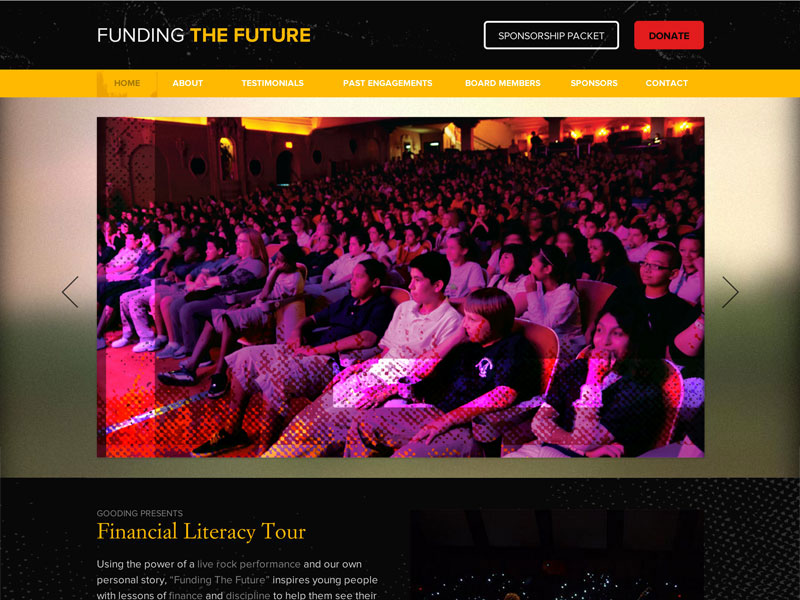 FUNDING THE FUTURE
SPONSORSHIP PACKET
DONATE
HOME
ABOUT
TESTIMONIALS
PAST ENGAGEMENTS
BOARD MEMBERS
SPONSORS
CONTACT
GOODING PRESENTS
Financial Literacy Tour
Using the power of a live rock performance and our own
personal story, “Funding The Future” inspires young people
with lessons of finance and discipline to help them see their